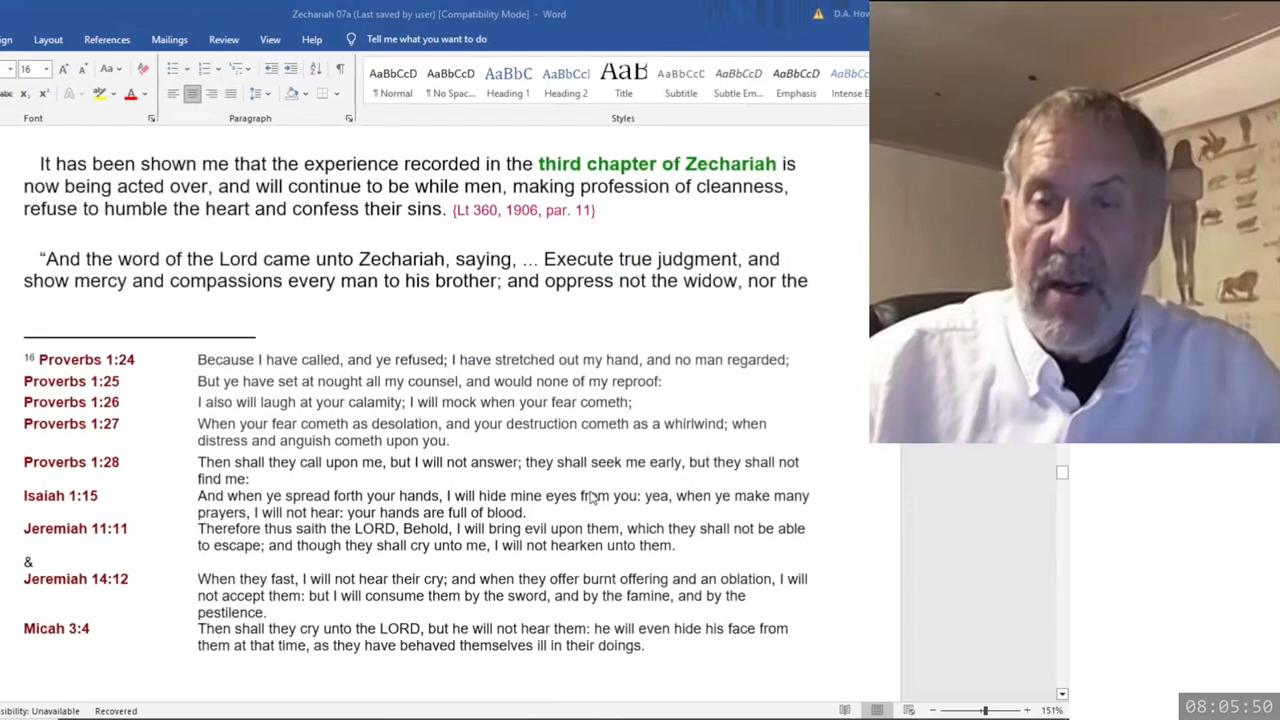 Zechariah 07a (Last saved by user) [Compatibility Mode] - Word
D.A. How
ign Layout References Mailings Review View Help Tell me what you want to do
16 A A Aa
abc x₂ x² A A
AaBbCcD AaBbCcD AaBbC AaBbCcI AaB AaBbCcD AaBbCcD AaBbCcD AaBbCc
¶ Normal ¶ No Spac... Heading 1 Heading 2 Title Subtitle Subtle Em... Emphasis Intense E
Font Paragraph Styles
It has been shown me that the experience recorded in the third chapter of Zechariah is
now being acted over, and will continue to be while men, making profession of cleanness,
refuse to humble the heart and confess their sins. {Lt 360, 1906, par. 11}
“And the word of the Lord came unto Zechariah, saying, ... Execute true judgment, and
show mercy and compassions every man to his brother; and oppress not the widow, nor the
16 Proverbs 1:24 Because I have called, and ye refused; I have stretched out my hand, and no man regarded;
Proverbs 1:25 But ye have set at nought all my counsel, and would none of my reproof:
Proverbs 1:26 I also will laugh at your calamity; I will mock when your fear cometh;
Proverbs 1:27 When your fear cometh as desolation, and your destruction cometh as a whirlwind; when
distress and anguish cometh upon you.
Proverbs 1:28 Then shall they call upon me, but I will not answer; they shall seek me early, but they shall not
find me:
Isaiah 1:15 And when ye spread forth your hands, I will hide mine eyes from you: yea, when ye make many
prayers, I will not hear: your hands are full of blood.
Jeremiah 11:11 Therefore thus saith the LORD, Behold, I will bring evil upon them, which they shall not be able
to escape; and though they shall cry unto me, I will not hearken unto them.
&
Jeremiah 14:12 When they fast, I will not hear their cry; and when they offer burnt offering and an oblation, I will
not accept them: but I will consume them by the sword, and by the famine, and by the
pestilence.
Micah 3:4 Then shall they cry unto the LORD, but he will not hear them: he will even hide his face from
them at that time, as they have behaved themselves ill in their doings.
sibility: Unavailable Recovered
151%
08:05:50